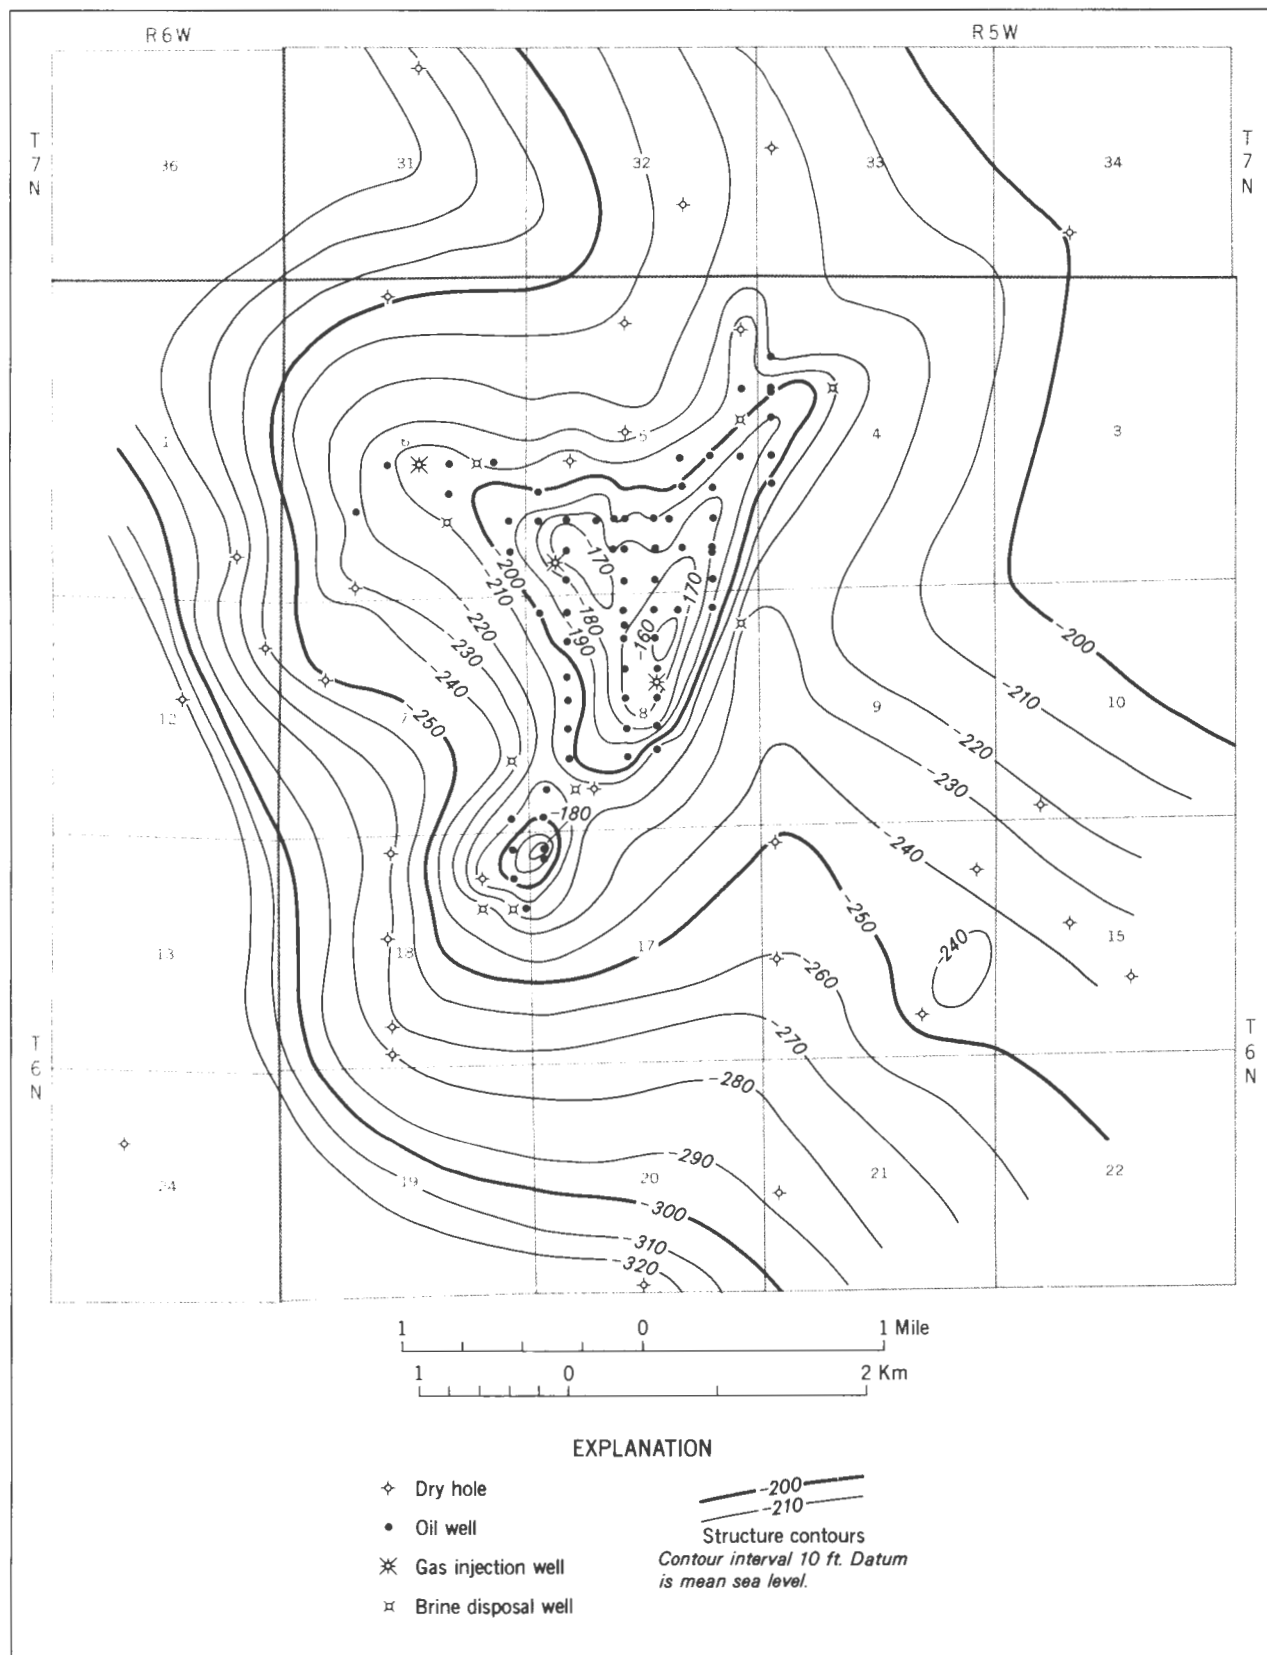 R6W R5W
T
7
N
T
7
N
36 31 32 33 34
1 6 5 4 3
-170
-200
-210
-170
-180
-220
-190
-160
-230
-200
-240
-210
12 7 -250 8 9 10
-220
-230
-180
-240
-250
13 18 17 -240 15
-260
T
6
N
T
6
N
-270
-280
-290
24 19 20 21 22
-300
-310
-320
1 0 1 Mile
1 0 2 Km
EXPLANATION
Dry hole
Oil well
Gas injection well
Brine disposal well
-200
-210
Structure contours
Contour interval 10 ft. Datum
is mean sea level.